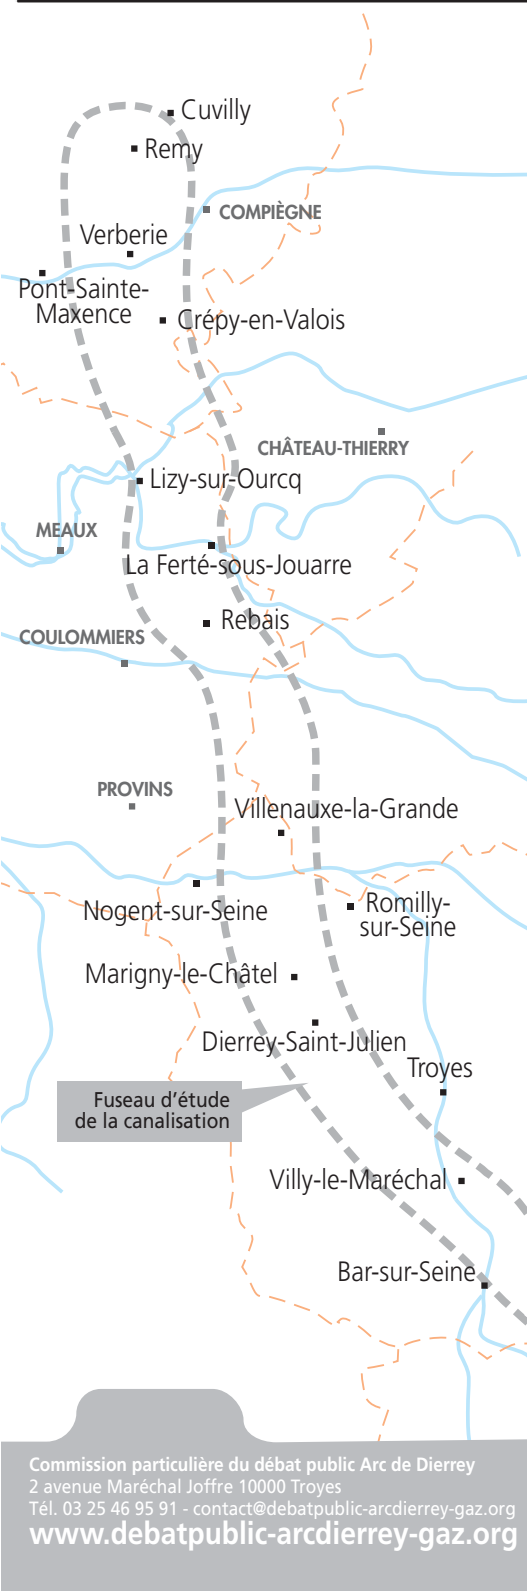 Cuvilly
Remy
COMPIÈGNE
Verberie
Pont-Sainte-
Maxence
Crépy-en-Valois
CHÂTEAU-THIERRY
Lizy-sur-Ourcq
MEAUX
La Ferté-sous-Jouarre
Rebais
COULOMMIERS
PROVINS
Villenauxe-la-Grande
Nogent-sur-Seine
Romilly-
sur-Seine
Marigny-le-Châtel
Dierrey-Saint-Julien
Troyes
Fuseau d'étude
de la canalisation
Villy-le-Maréchal
Bar-sur-Seine
Commission particulière du débat public Arc de Dierrey
2 avenue Maréchal Joffre 10000 Troyes
Tél. 03 25 46 95 91 - contact@debatpublic-arcdierrey-gaz.org
www.debatpublic-arcdierrey-gaz.org